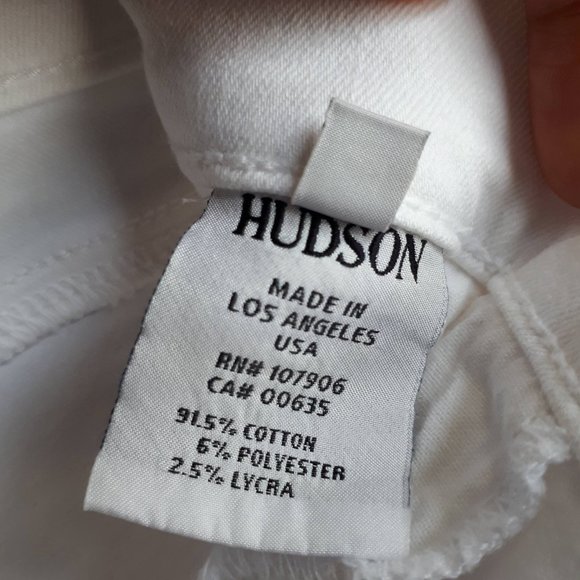 HUDSON
MADE IN
LOS ANGELES
USA
RN# 107906
CA# 00635
91.5% COTTON
6% POLYESTER
2.5% LYCRA